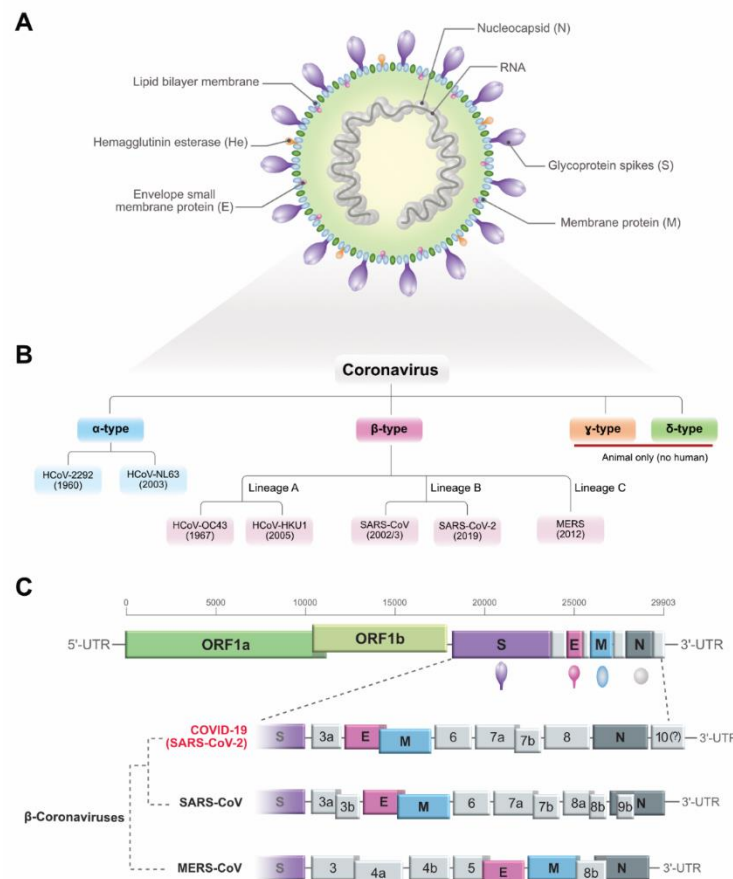 A
Nucleocapsid (N)
RNA
Lipid bilayer membrane
Hemagglutinin esterase (He)
Glycoprotein spikes (S)
Envelope small
membrane protein (E)
Membrane protein (M)
B
Coronavirus
α-type
β-type
ɣ-type
δ-type
Animal only (no human)
HCoV-2292
(1960)
HCoV-NL63
(2003)
Lineage A
Lineage B
Lineage C
HCoV-OC43
(1967)
HCoV-HKU1
(2005)
SARS-CoV
(2002/3)
SARS-CoV-2
(2019)
MERS
(2012)
C
0 5000 10000 15000 20000 25000 29903
5'-UTR ORF1a ORF1b S E M N 3'-UTR
COVID-19
(SARS-CoV-2)
S 3a E M 6 7a 7b 8 N 10(?) 3'-UTR
β-Coronaviruses
SARS-CoV
S 3a 3b E M 6 7a 7b 8a 8b 9b N 3'-UTR
MERS-CoV
S 3 4a 4b 5 E M 8b N 3'-UTR